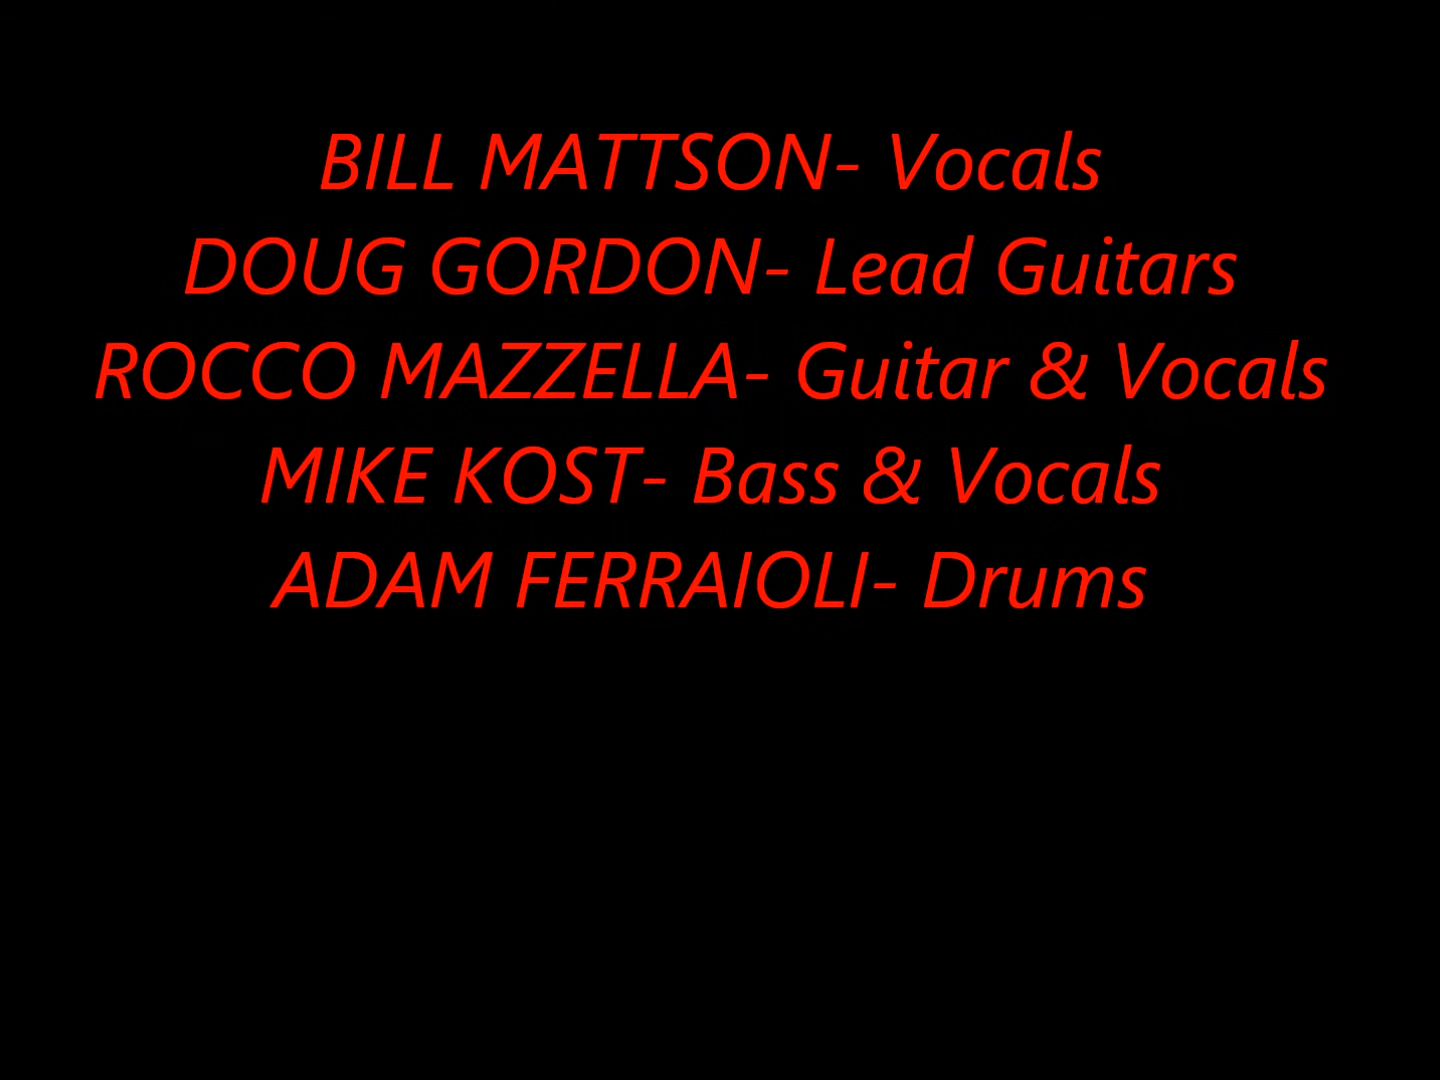 BILL MATTSON- Vocals
DOUG GORDON- Lead Guitars
ROCCO MAZZELLA- Guitar & Vocals
MIKE KOST- Bass & Vocals
ADAM FERRAIOLI- Drums